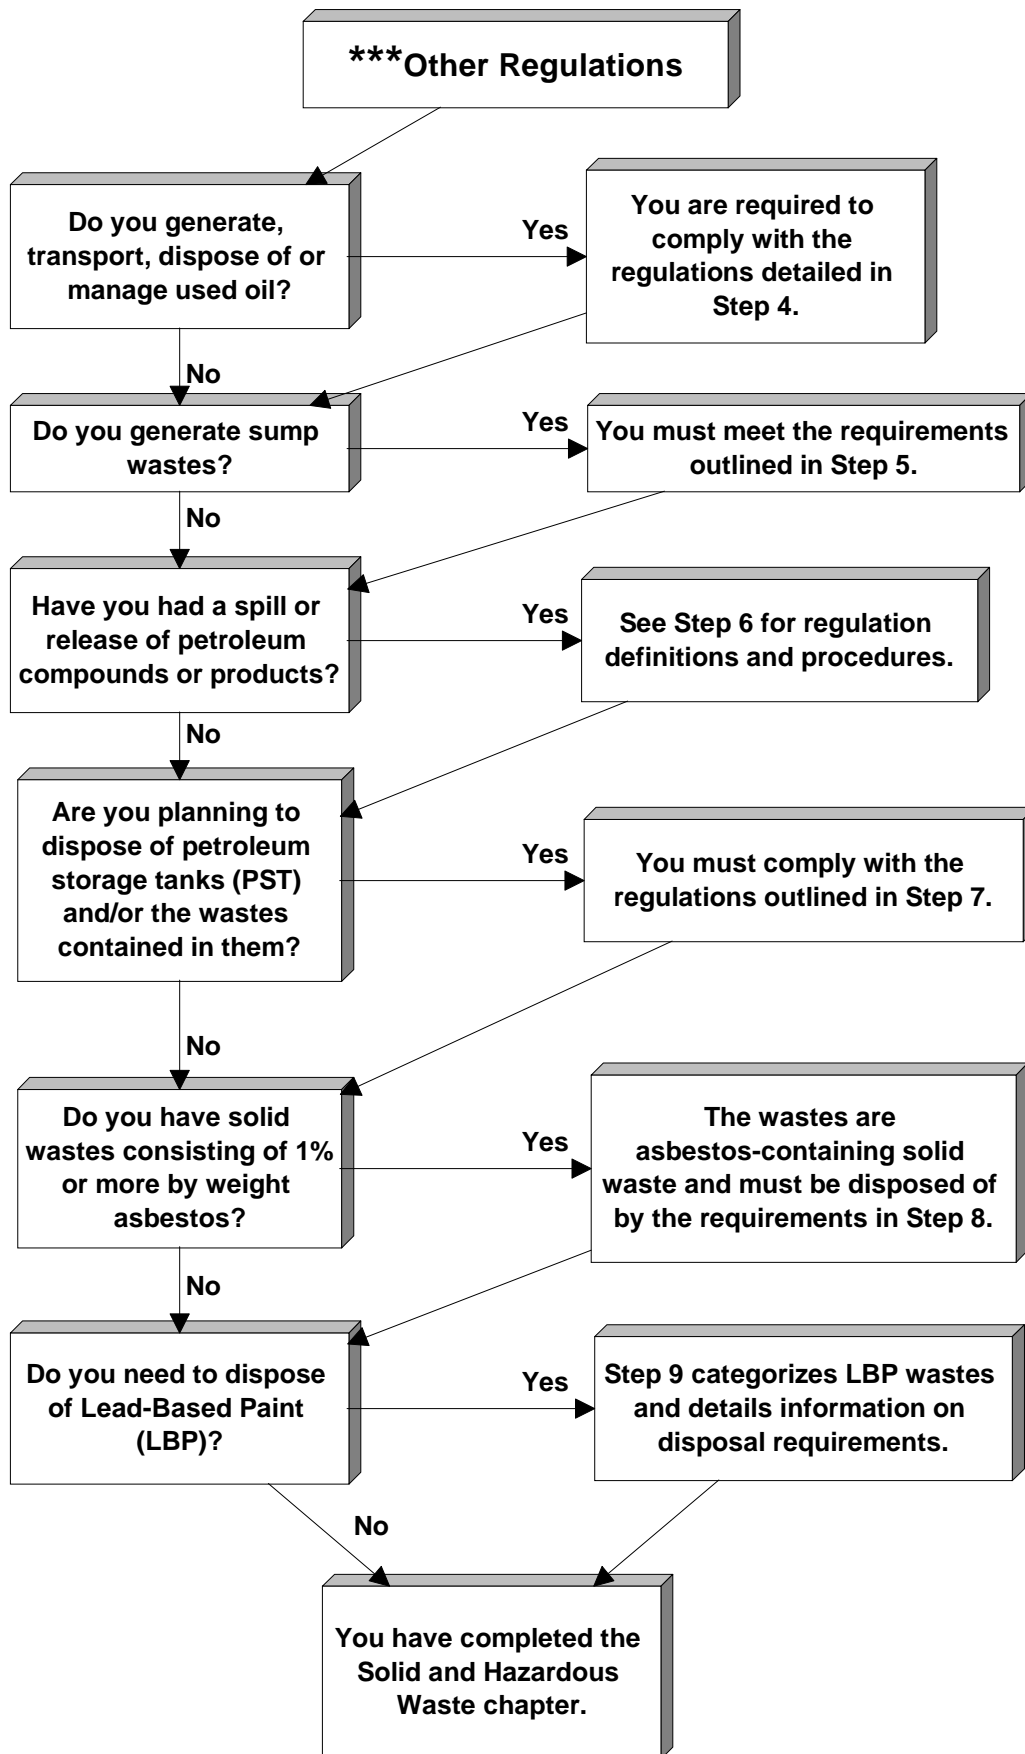 ***Other Regulations
Do you generate,
transport, dispose of or
manage used oil?
Yes
You are required to
comply with the
regulations detailed in
Step 4.
No
Do you generate sump
wastes?
Yes
You must meet the requirements
outlined in Step 5.
No
Have you had a spill or
release of petroleum
compounds or products?
Yes
See Step 6 for regulation
definitions and procedures.
No
Are you planning to
dispose of petroleum
storage tanks (PST)
and/or the wastes
contained in them?
Yes
You must comply with the
regulations outlined in Step 7.
No
Do you have solid
wastes consisting of 1%
or more by weight
asbestos?
Yes
The wastes are
asbestos-containing solid
waste and must be disposed of
by the requirements in Step 8.
No
Do you need to dispose
of Lead-Based Paint
(LBP)?
Yes
Step 9 categorizes LBP wastes
and details information on
disposal requirements.
No
You have completed the
Solid and Hazardous
Waste chapter.